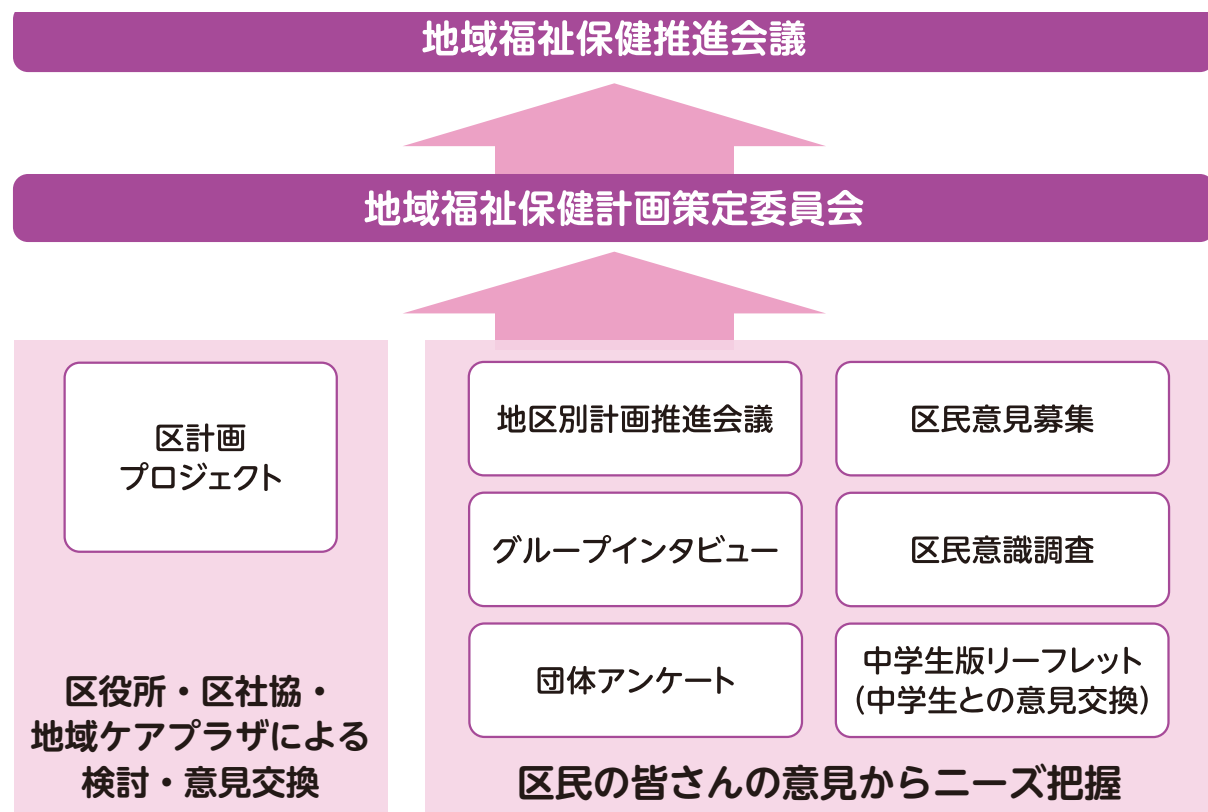 地域福祉保健推進会議
地域福祉保健計画策定委員会
区計画
プロジェクト
区役所・区社協・
地域ケアプラザによる
検討・意見交換
地区別計画推進会議
区民意見募集
グループインタビュー
区民意識調査
団体アンケート
中学生版リーフレット
(中学生との意見交換)
区民の皆さんの意見からニーズ把握